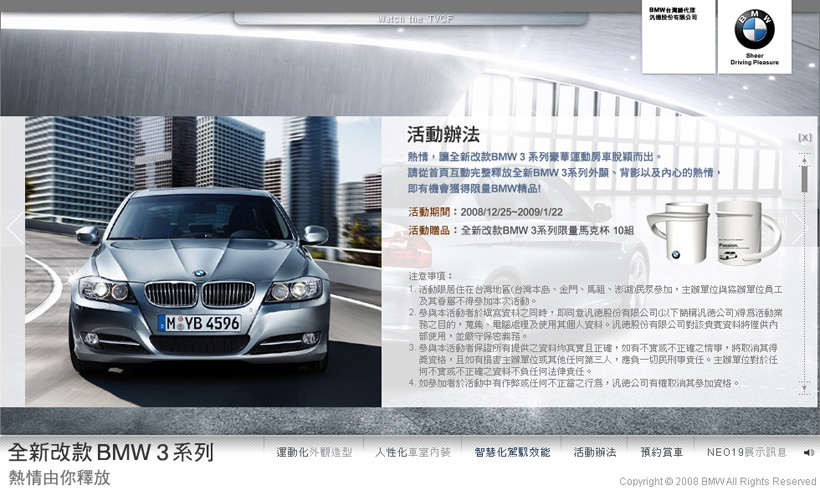 Watch the TVCF
BMW台灣總代理
汎德股份有限公司
BMW
Sheer
Driving Pleasure
活動辦法
[X]
熱情，讓全新改款BMW 3 系列豪華運動房車脫穎而出。
請從首頁互動完整釋放全新BMW 3系列外顯、背影以及內心的熱情，
即有機會獲得限量BMW精品!
活動期間：2008/12/25~2009/1/22
活動贈品：全新改款BMW 3系列限量馬克杯 10組
Passion.
注意事項：
1. 活動限居住在台灣地區(台灣本島、金門、馬祖、澎湖)民眾參加，主辦單位與協辦單位員工
及其眷屬不得參加本次活動。
2. 參與本活動者於填寫資料之同時，即同意汎德股份有限公司(以下簡稱汎德公司)得為活動業
務之目的，蒐集、電腦處理及使用其個人資料。汎德股份有限公司對該貴賓資料將僅供內
部使用，並嚴守保密義務。
3. 參與本活動者保證所有提供之資料均真實且正確，如有不實或不正確之情事，將取消其得
獎資格，且如有損害主辦單位或其他任何第三人，應負一切民刑事責任。主辦單位對於任
何不實或不正確之資料不負任何法律責任。
4. 如參加者於活動中有作弊或任何不正當之行為，汎德公司有權取消其參加資格。
M YB 4596
全新改款 BMW 3 系列
熱情由你釋放
運動化外觀造型
人性化車室內裝
智慧化駕馭效能
活動辦法
預約賞車
NEO19展示訊息
Copyright © 2008 BMW All Rights Reserved